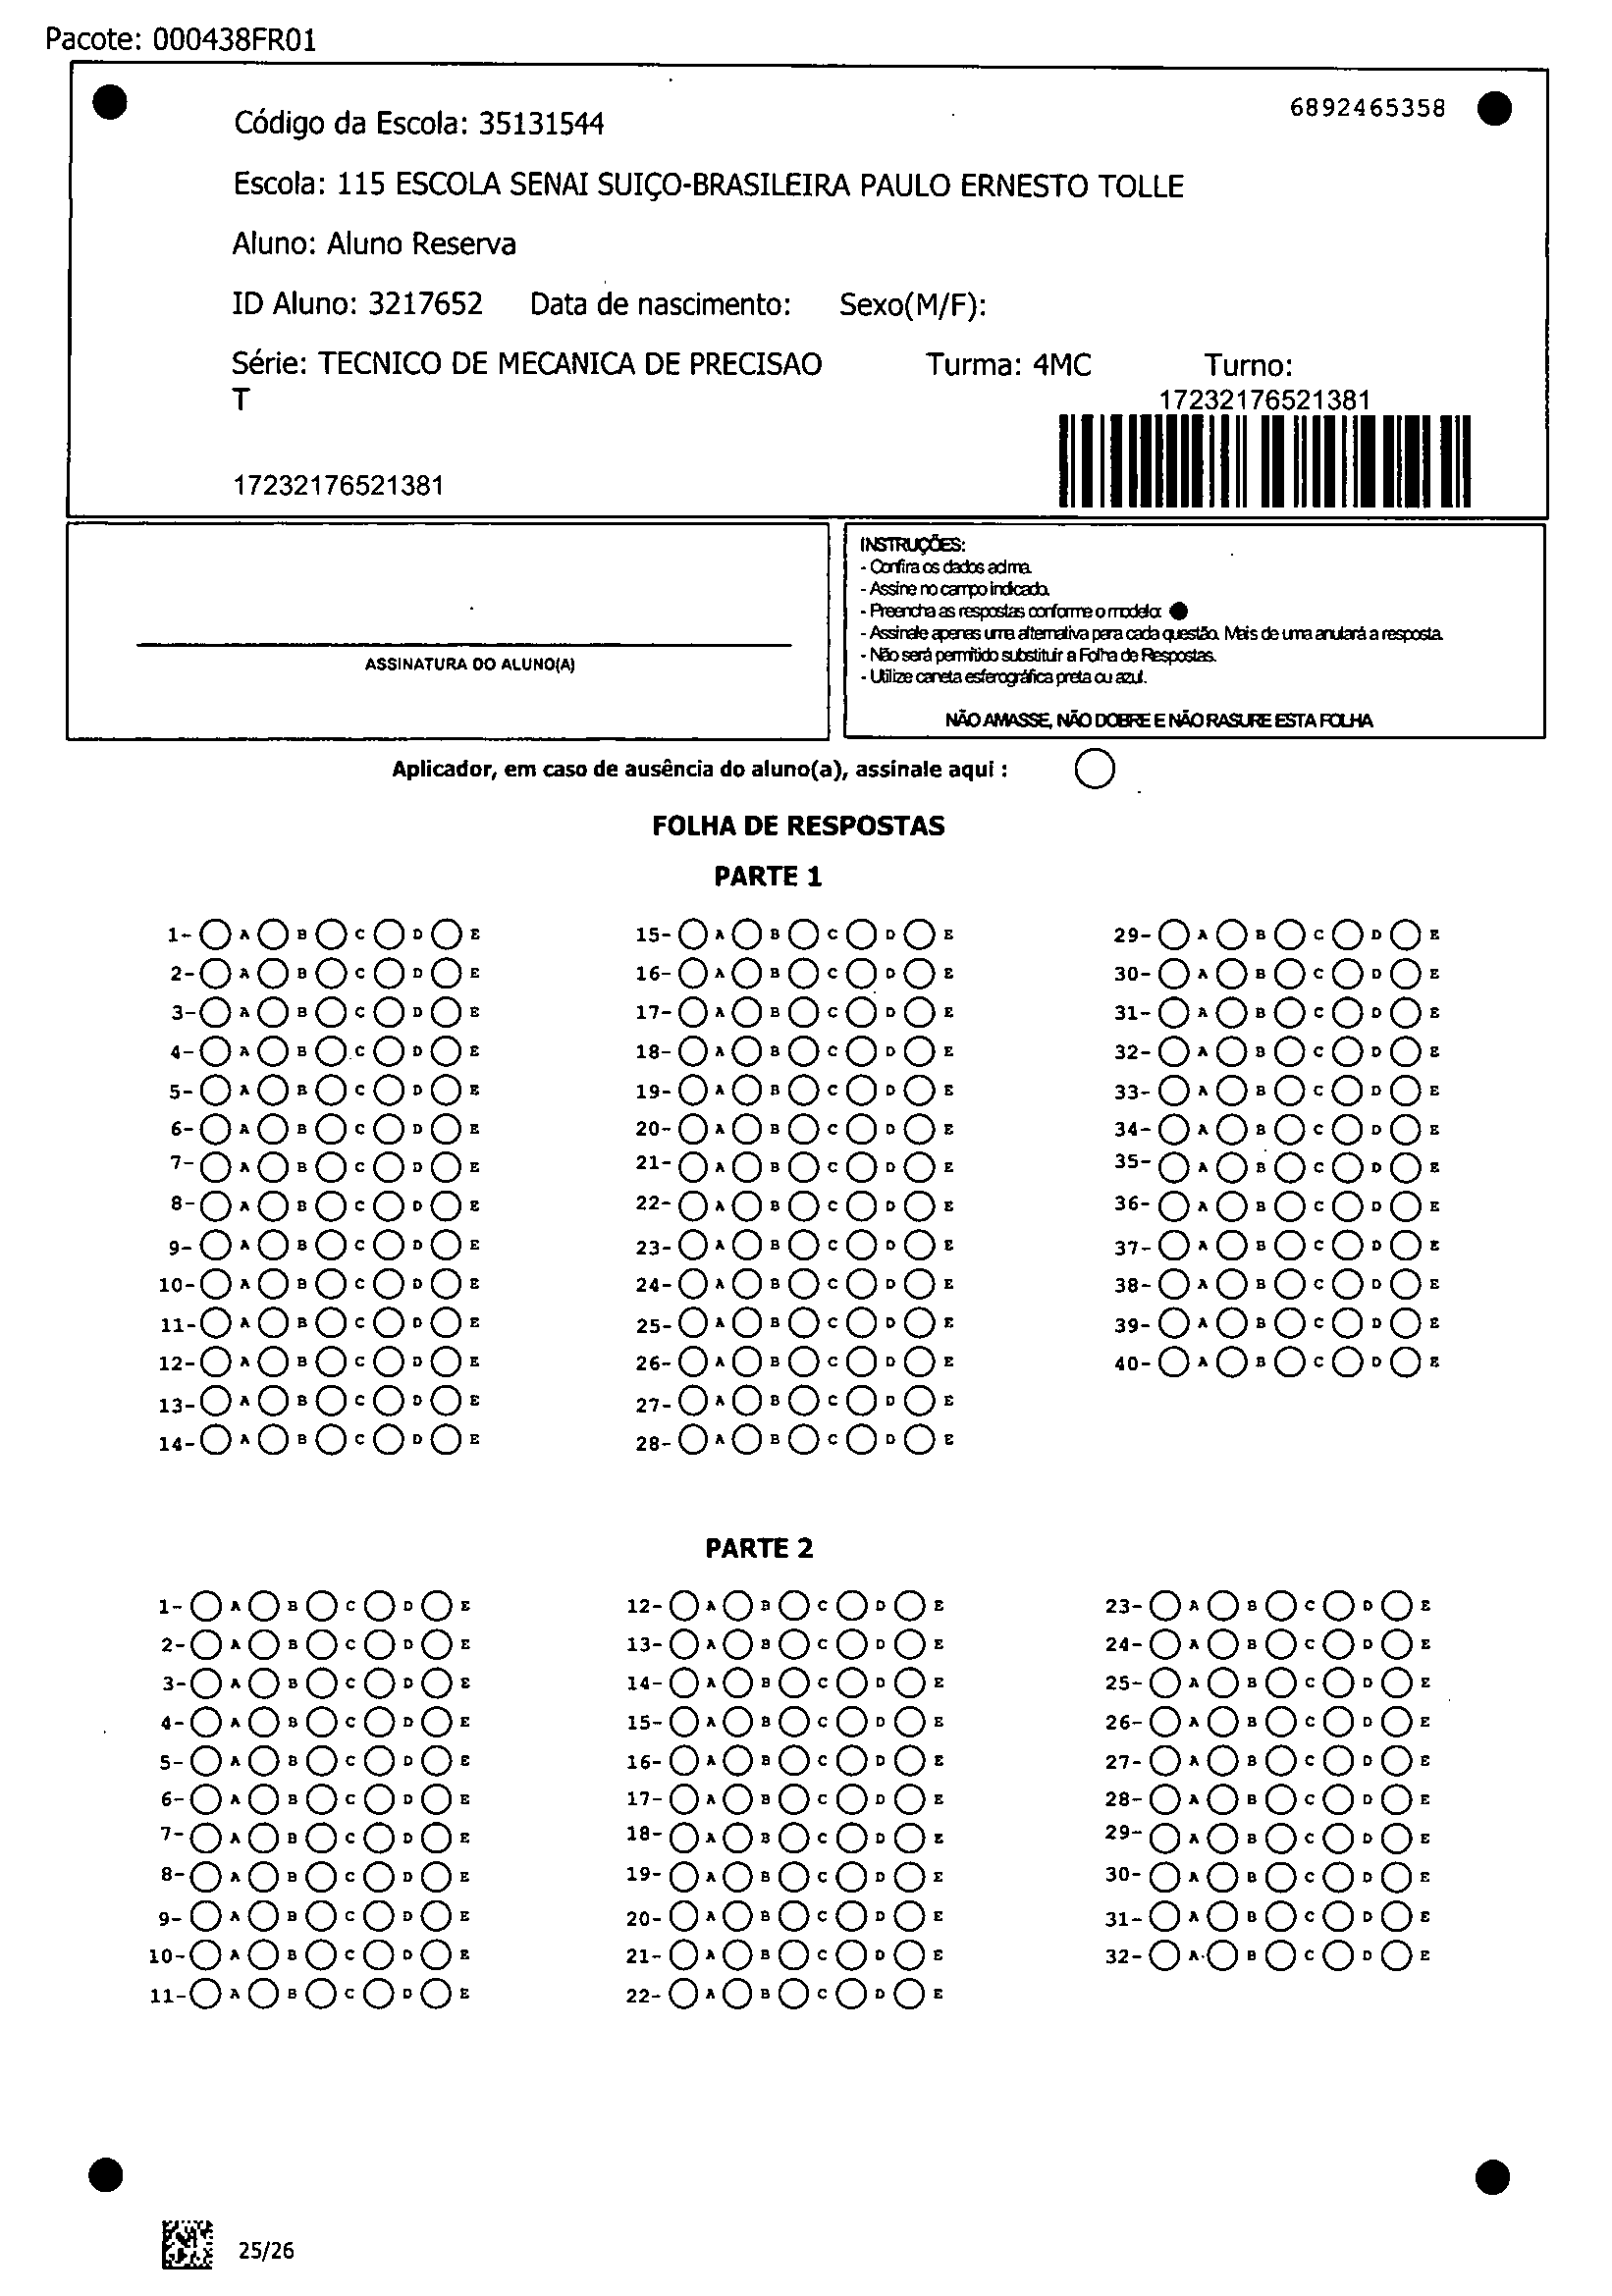 Pacote: 000438FR01
6892465358
Código da Escola: 35131544
Escola: 115 ESCOLA SENAI SUIÇO-BRASILEIRA PAULO ERNESTO TOLLE
Aluno: Aluno Reserva
ID Aluno: 3217652 Data de nascimento: Sexo(M/F):
Série: TECNICO DE MECANICA DE PRECISAO Turma: 4MC Turno:
T
17232176521381
17232176521381
ASSINATURA DO ALUNO(A)
INSTRUÇÕES:
- Confira os dados acima.
- Assine no campo indicado.
- Preencha as respostas conforme o modelo:
- Assinale apenas uma alternativa para cada questão. Mais de uma anulará a resposta.
- Não será permitido substituir a Folha de Respostas.
- Utilize caneta esferográfica preta ou azul.
NÃO AMASSE, NÃO DOBRE E NÃO RASURE ESTA FOLHA
Aplicador, em caso de ausência do aluno(a), assinale aqui :
FOLHA DE RESPOSTAS
PARTE 1
1- A B C D E 15- A B C D E 29- A B C D E
2- A B C D E 16- A B C D E 30- A B C D E
3- A B C D E 17- A B C D E 31- A B C D E
4- A B C D E 18- A B C D E 32- A B C D E
5- A B C D E 19- A B C D E 33- A B C D E
6- A B C D E 20- A B C D E 34- A B C D E
7- A B C D E 21- A B C D E 35- A B C D E
8- A B C D E 22- A B C D E 36- A B C D E
9- A B C D E 23- A B C D E 37- A B C D E
10- A B C D E 24- A B C D E 38- A B C D E
11- A B C D E 25- A B C D E 39- A B C D E
12- A B C D E 26- A B C D E 40- A B C D E
13- A B C D E 27- A B C D E
14- A B C D E 28- A B C D E
PARTE 2
1- A B C D E 12- A B C D E 23- A B C D E
2- A B C D E 13- A B C D E 24- A B C D E
3- A B C D E 14- A B C D E 25- A B C D E
4- A B C D E 15- A B C D E 26- A B C D E
5- A B C D E 16- A B C D E 27- A B C D E
6- A B C D E 17- A B C D E 28- A B C D E
7- A B C D E 18- A B C D E 29- A B C D E
8- A B C D E 19- A B C D E 30- A B C D E
9- A B C D E 20- A B C D E 31- A B C D E
10- A B C D E 21- A B C D E 32- A B C D E
11- A B C D E 22- A B C D E
25/26